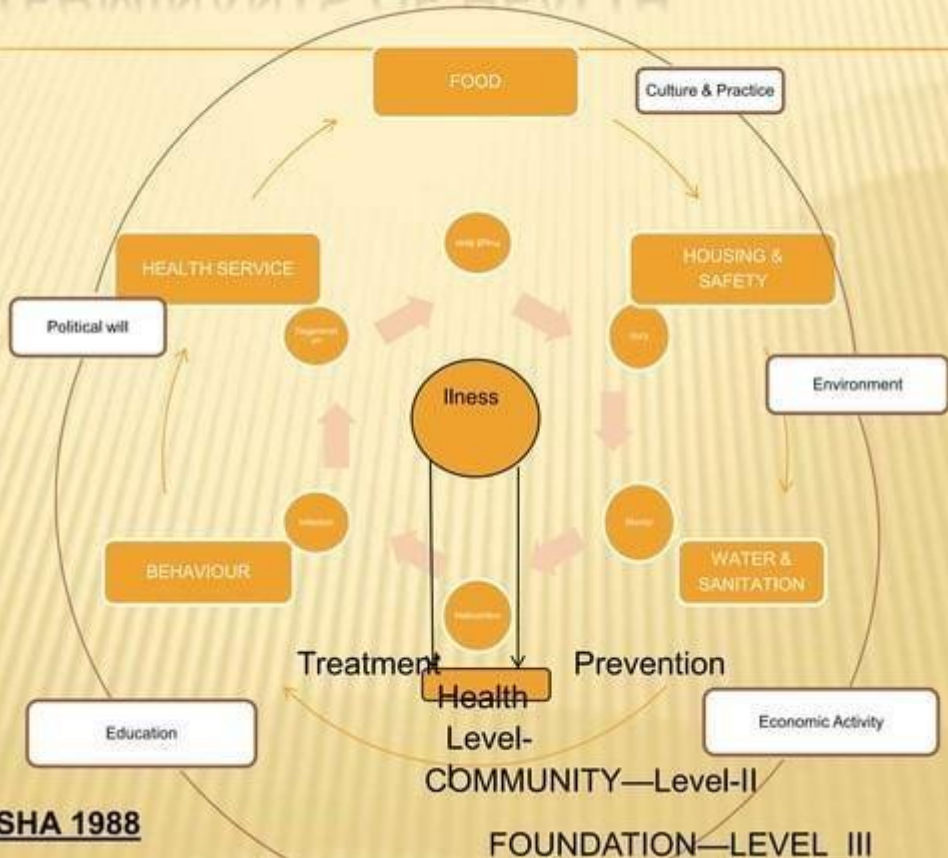 FOOD
Culture & Practice
HEALTH SERVICE
HOUSING &
SAFETY
Political will
Environment
Illness
BEHAVIOUR
WATER &
SANITATION
Treatment
Prevention
Health
Level-
COMMUNITY—Level-II
Education
Economic Activity
SHA 1988
FOUNDATION—LEVEL III